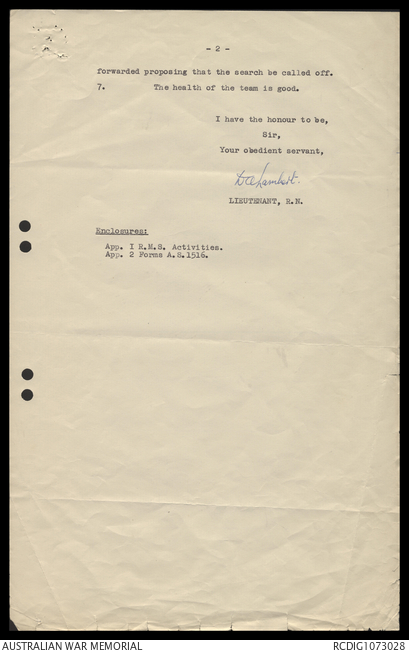 - 2 -
forwarded proposing that the search be called off.
7. The health of the team is good.
I have the honour to be,
Sir,
Your obedient servant,
D A Lambert.
LIEUTENANT, R.N.
Enclosures:
App. I R.M.S. Activities.
App. 2 Forms A.S.1516.
AUSTRALIAN WAR MEMORIAL
RCDIG1073028